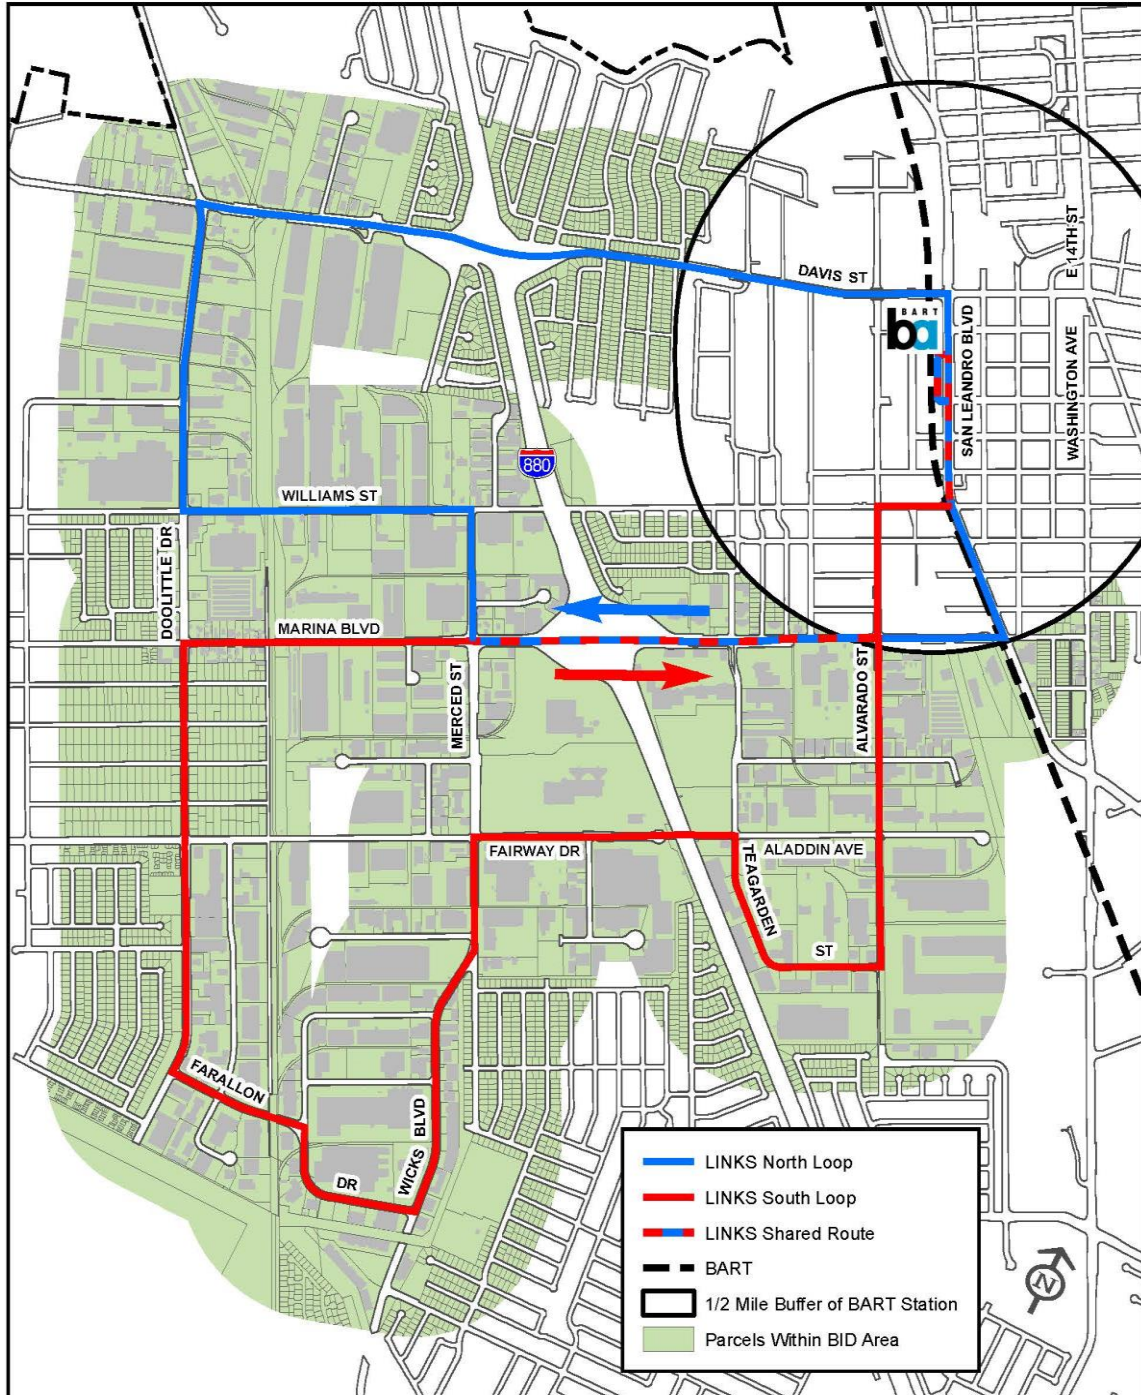 E 14TH ST
DAVIS ST
BART
ba
SAN LEANDRO BLVD
WASHINGTON AVE
880
WILLIAMS ST
DOOLITTLE DR
MARINA BLVD
MERCED ST
ALVARADO ST
FAIRWAY DR
ALADDIN AVE
TEAGARDEN
ST
FARALLON
DR
WICKS BLVD
LINKS North Loop
LINKS South Loop
LINKS Shared Route
BART
1/2 Mile Buffer of BART Station
Parcels Within BID Area
N